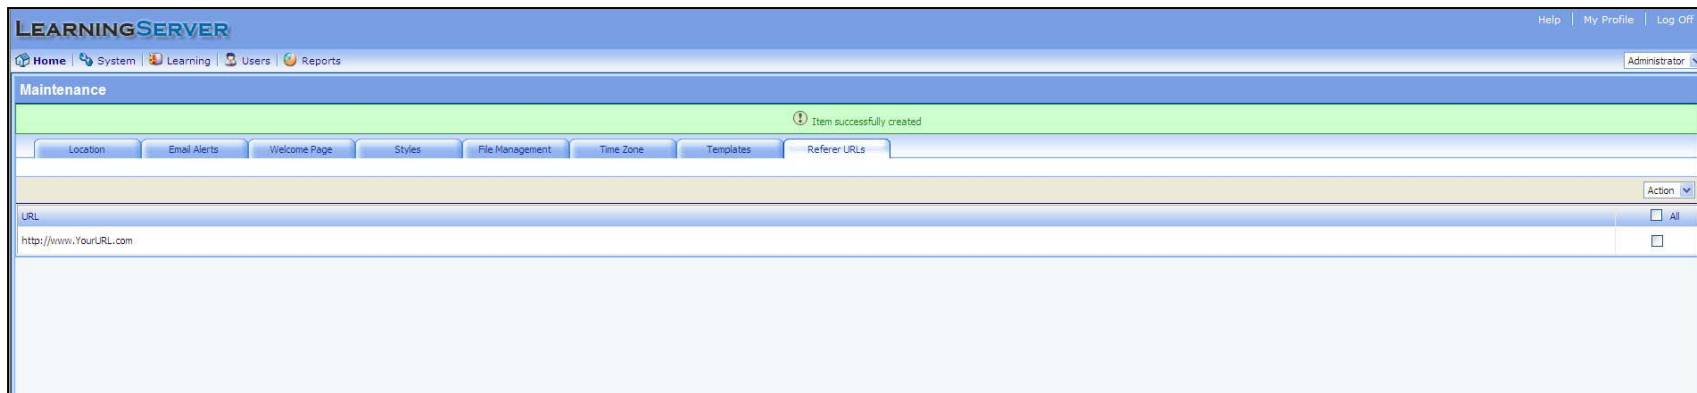 LEARNINGSERVER
Help | My Profile | Log Off
Home | System | Learning | Users | Reports
Administrator
Maintenance
Item successfully created
Location Email Alerts Welcome Page Styles File Management Time Zone Templates Referer URLs
Action
URL All
http://www.YourURL.com